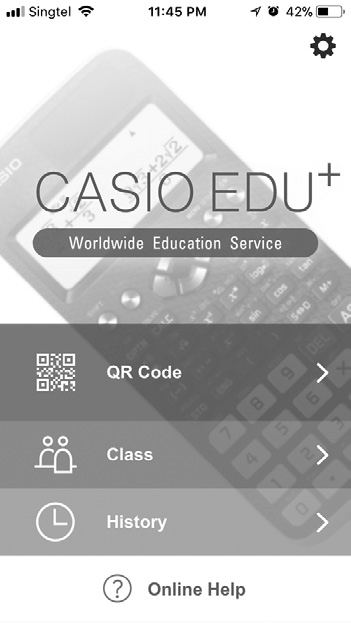 Singtel 11:45 PM 42%
CASIO EDU+
Worldwide Education Service
QR Code
Class
History
? Online Help